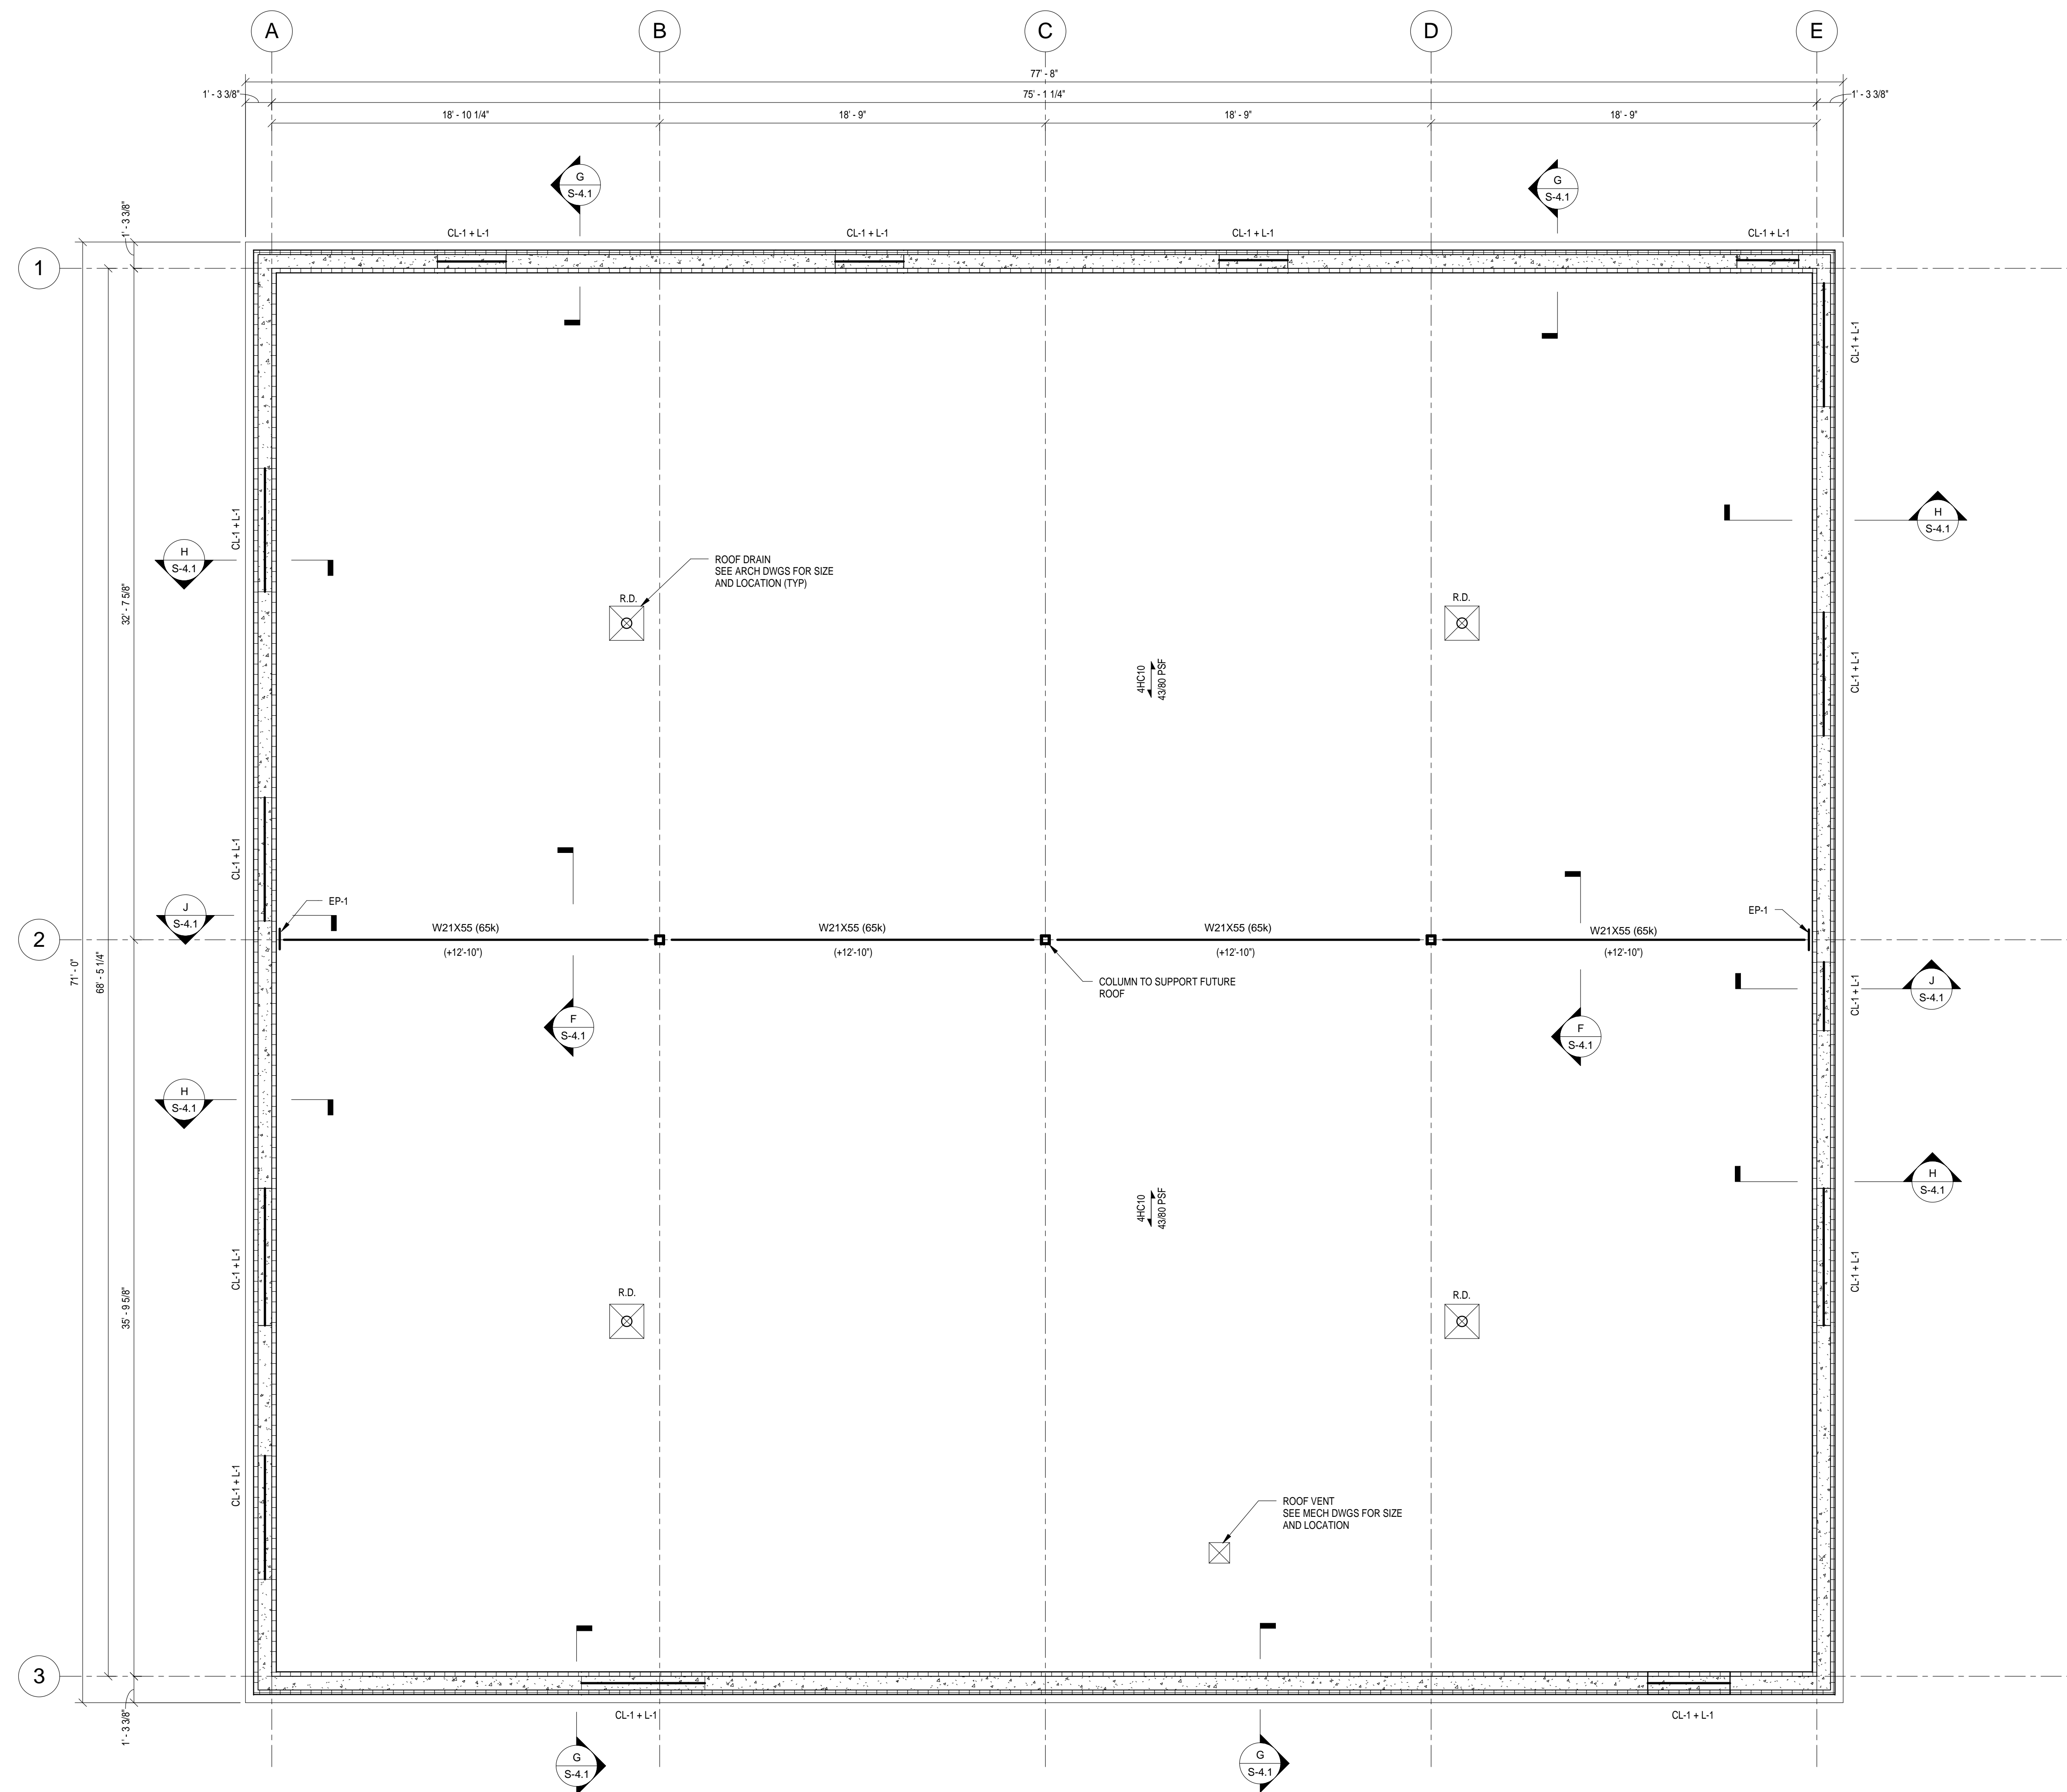 A
B
C
D
E
77' - 8"
1' - 3 3/8"
75' - 1 1/4"
1' - 3 3/8"
18' - 10 1/4"
18' - 9"
18' - 9"
18' - 9"
G
S-4.1
G
S-4.1
1' - 3 3/8"
CL-1 + L-1
CL-1 + L-1
CL-1 + L-1
CL-1 + L-1
1
CL-1 + L-1
CL-1 + L-1
H
S-4.1
H
S-4.1
32' - 7 5/8"
ROOF DRAIN
SEE ARCH DWGS FOR SIZE
AND LOCATION (TYP)
R.D.
R.D.
4HC10
43/80 PSF
CL-1 + L-1
CL-1 + L-1
J
S-4.1
EP-1
EP-1
2
W21X55 (65k)
(+12'-10")
W21X55 (65k)
(+12'-10")
W21X55 (65k)
(+12'-10")
W21X55 (65k)
(+12'-10")
71' - 0"
68' - 5 1/4"
COLUMN TO SUPPORT FUTURE
ROOF
CL-1 + L-1
J
S-4.1
F
S-4.1
F
S-4.1
H
S-4.1
H
S-4.1
4HC10
43/80 PSF
CL-1 + L-1
CL-1 + L-1
35' - 9 5/8"
R.D.
R.D.
CL-1 + L-1
ROOF VENT
SEE MECH DWGS FOR SIZE
AND LOCATION
3
1' - 3 3/8"
CL-1 + L-1
CL-1 + L-1
G
S-4.1
G
S-4.1